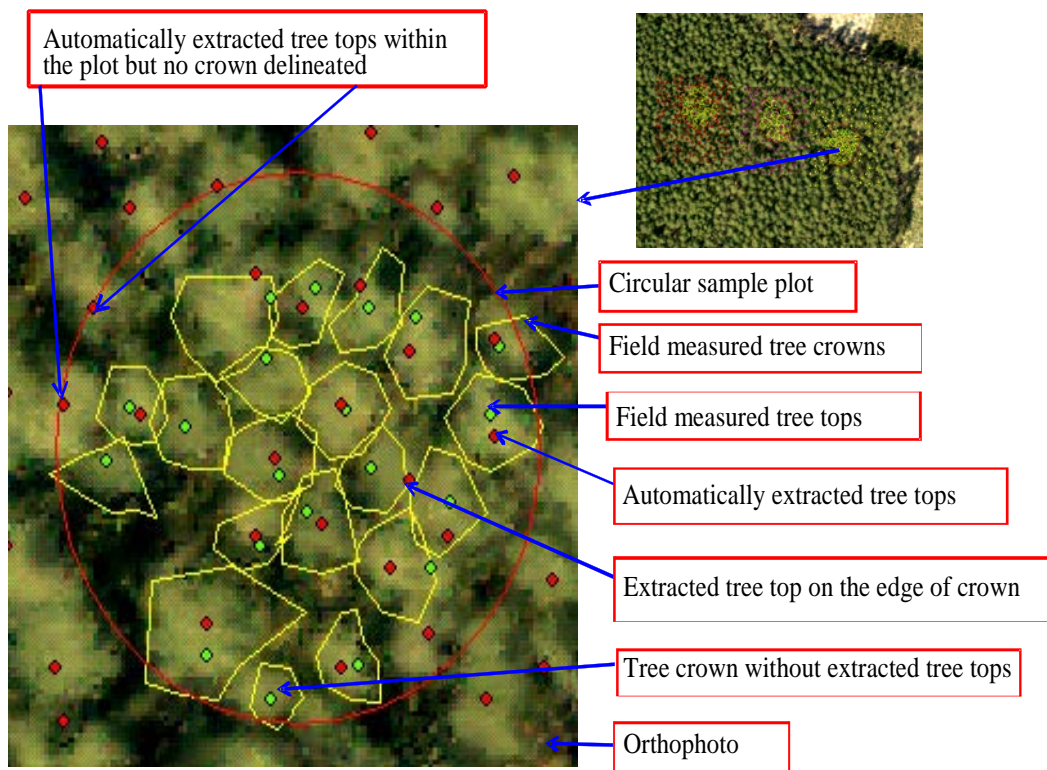 Automatically extracted tree tops within
the plot but no crown delineated
Circular sample plot
Field measured tree crowns
Field measured tree tops
Automatically extracted tree tops
Extracted tree top on the edge of crown
Tree crown without extracted tree tops
Orthophoto